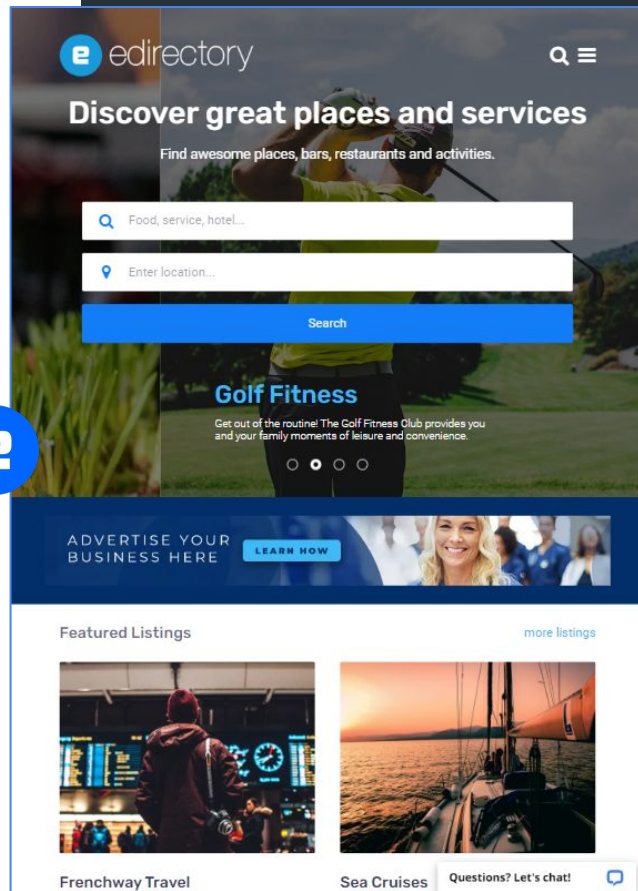 e edirectory
Discover great places and services
Find awesome places, bars, restaurants and activities.
Food, service, hotel...
Enter location...
Search
Golf Fitness
Get out of the routine! The Golf Fitness Club provides you
and your family moments of leisure and convenience.
e
ADVERTISE YOUR
BUSINESS HERE
LEARN HOW
Featured Listings
more listings
Frenchway Travel
Sea Cruises
Questions? Let's chat!